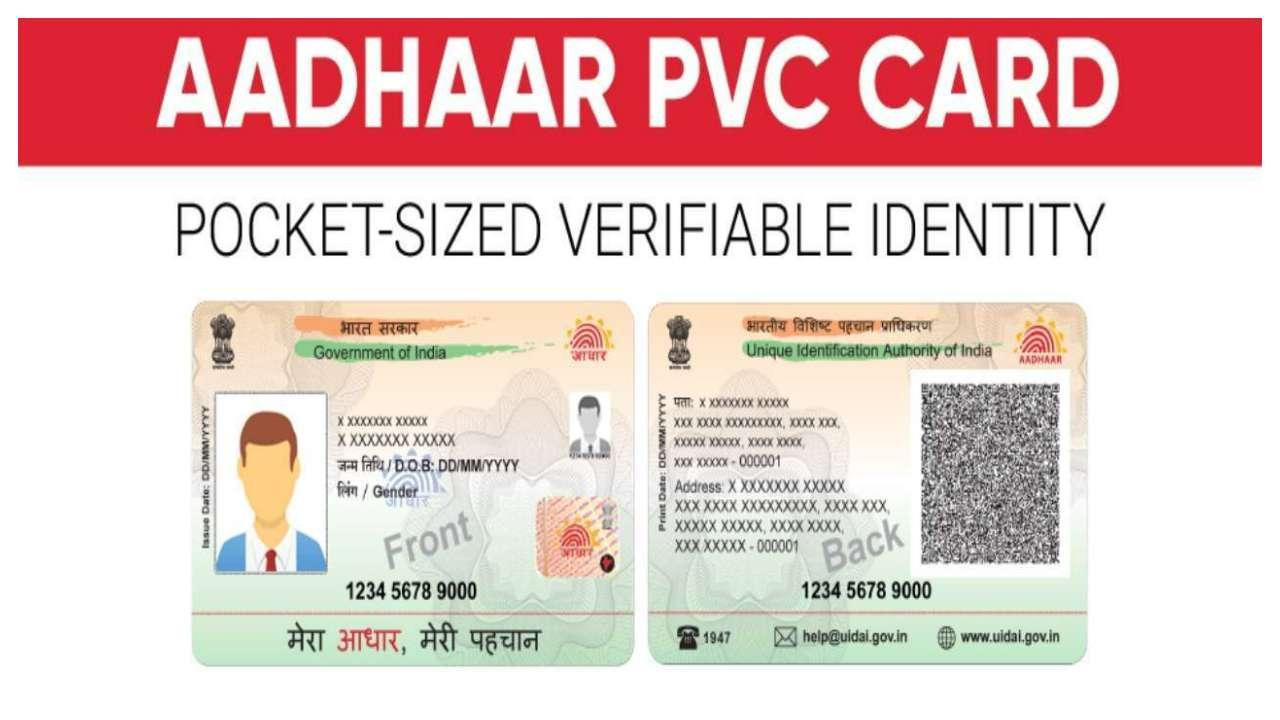 AADHAAR PVC CARD
POCKET-SIZED VERIFIABLE IDENTITY
भारत सरकार
Government of India
आधार
Issue Date: DD/MM/YYYY
X XXXXXXX XXXXX
X XXXXXXX XXXXX
जन्म तिथि / D.O.B: DD/MM/YYYY
लिंग / Gender
आधार
Front
आधार
1234 5678 9000
मेरा आधार, मेरी पहचान
भारतीय विशिष्ट पहचान प्राधिकरण
Unique Identification Authority of India
AADHAAR
Print Date: DD/MM/YYYY
पता: X XXXXXXX XXXXX
XXX XXXX XXXXXXXXX, XXXX XXX,
XXXXX XXXXX, XXXX XXXX,
XXX XXXXX - 000001
Address: X XXXXXXX XXXXX
XXX XXXX XXXXXXXXX, XXXX XXX,
XXXXX XXXXX, XXXX XXXX,
XXX XXXXX - 000001
Back
1234 5678 9000
1947
help@uidai.gov.in
www.uidai.gov.in